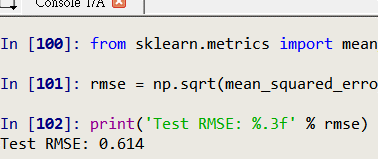 Console 1/A
In [100]: from sklearn.metrics import mean
In [101]: rmse = np.sqrt(mean_squared_erro
In [102]: print('Test RMSE: %.3f' % rmse)
Test RMSE: 0.614